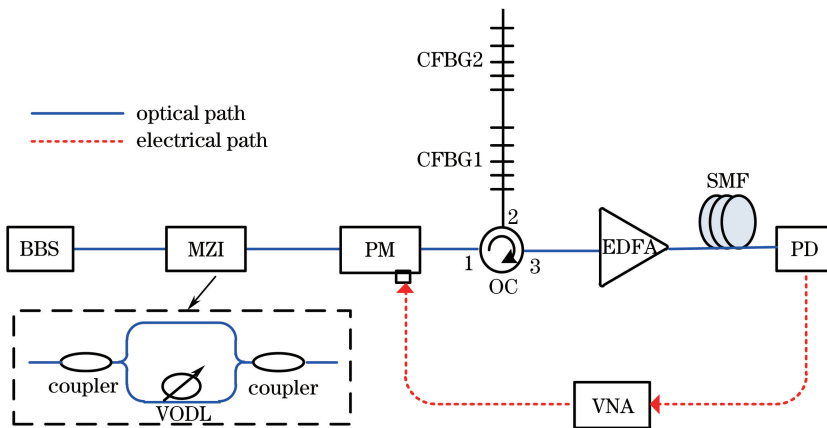 CFBG2
optical path
electrical path
CFBG1
SMF
2
BBS
MZI
PM
1
3
EDFA
PD
OC
coupler
coupler
VODL
VNA